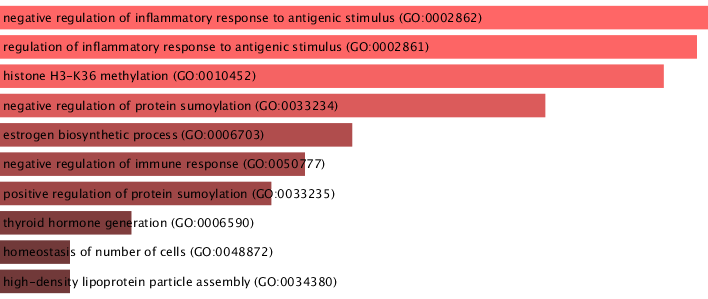 negative regulation of inflammatory response to antigenic stimulus (GO:0002862)
regulation of inflammatory response to antigenic stimulus (GO:0002861)
histone H3-K36 methylation (GO:0010452)
negative regulation of protein sumoylation (GO:0033234)
estrogen biosynthetic process (GO:0006703)
negative regulation of immune response (GO:0050777)
positive regulation of protein sumoylation (GO:0033235)
thyroid hormone generation (GO:0006590)
homeostasis of number of cells (GO:0048872)
high-density lipoprotein particle assembly (GO:0034380)